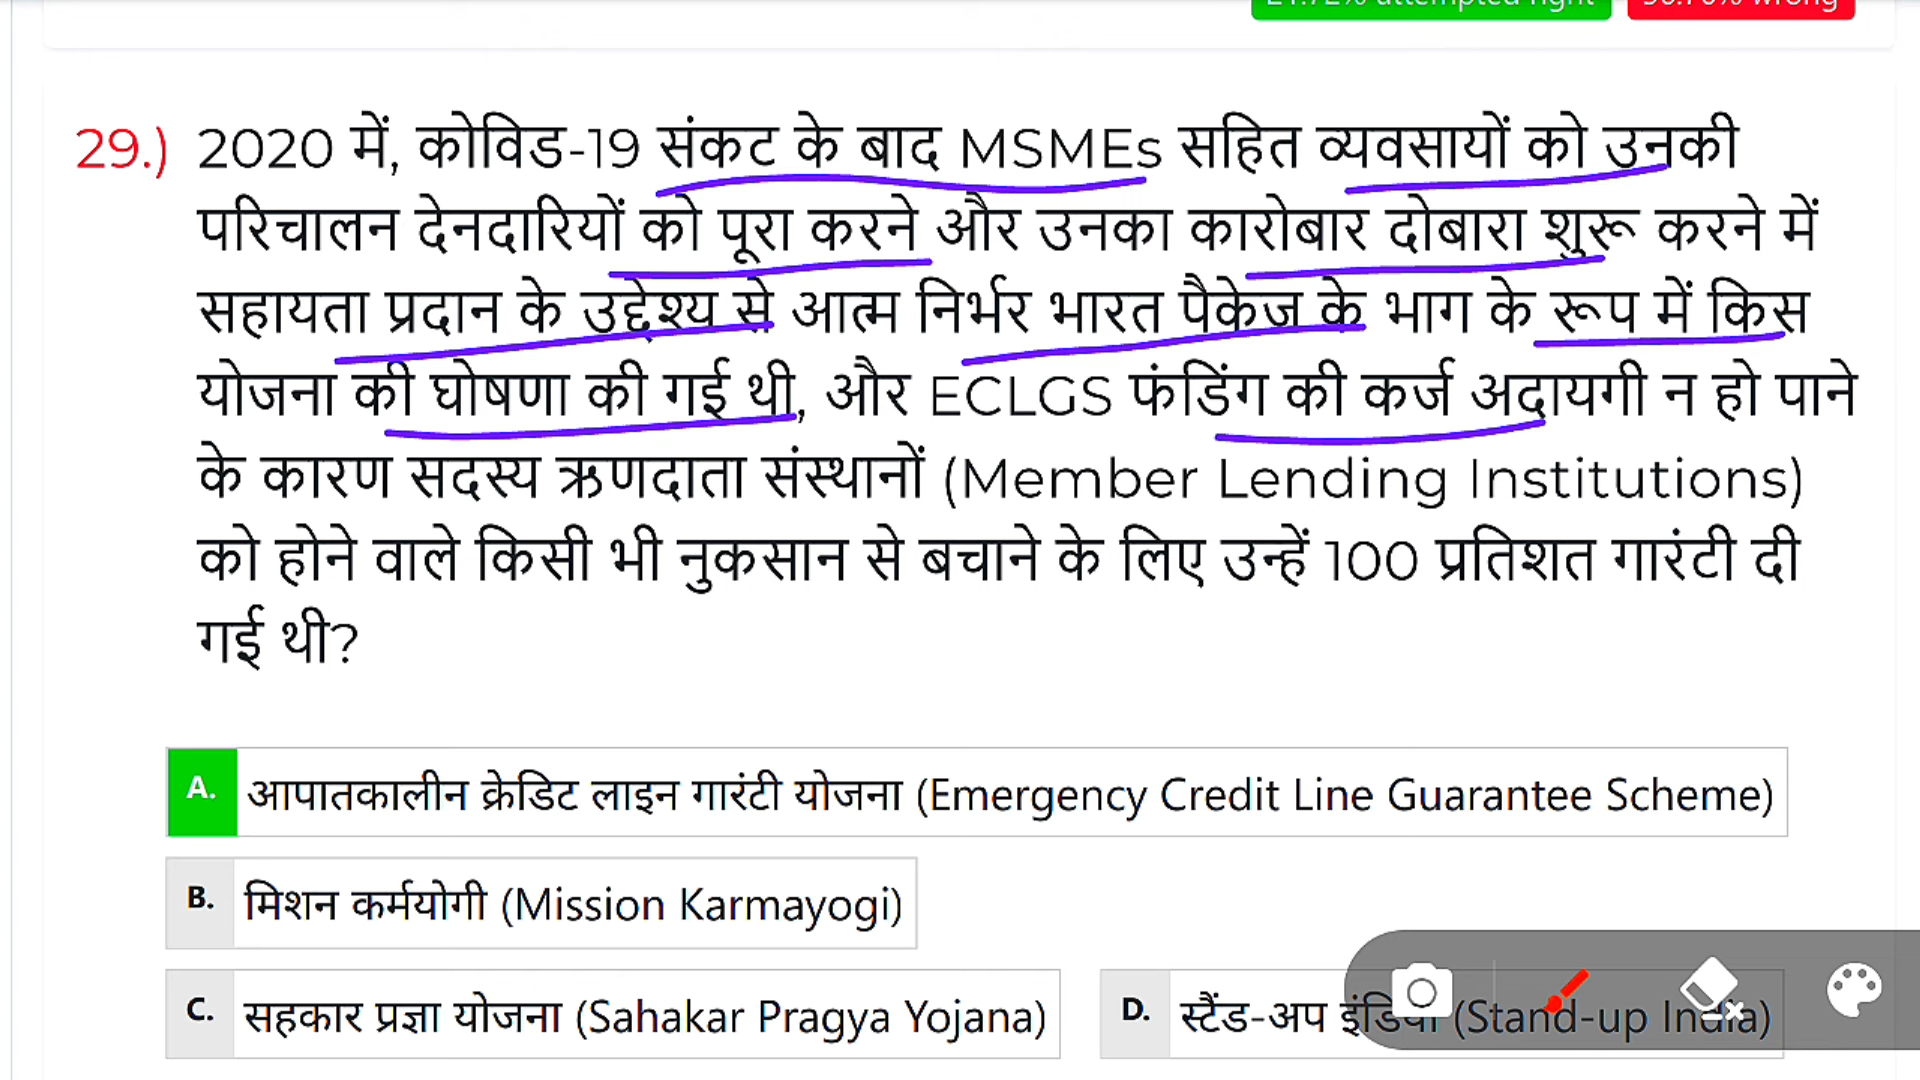 29.) 2020 में, कोविड-19 संकट के बाद MSMEs सहित व्यवसायों को उनकी
परिचालन देनदारियों को पूरा करने और उनका कारोबार दोबारा शुरू करने में
सहायता प्रदान के उद्देश्य से आत्म निर्भर भारत पैकेज के भाग के रूप में किस
योजना की घोषणा की गई थी, और ECLGS फंडिंग की कर्ज अदायगी न हो पाने
के कारण सदस्य ऋणदाता संस्थानों (Member Lending Institutions)
को होने वाले किसी भी नुकसान से बचाने के लिए उन्हें 100 प्रतिशत गारंटी दी
गई थी?
A. आपातकालीन क्रेडिट लाइन गारंटी योजना (Emergency Credit Line Guarantee Scheme)
B. मिशन कर्मयोगी (Mission Karmayogi)
C. सहकार प्रज्ञा योजना (Sahakar Pragya Yojana) D. स्टैंड-अप इंडिया (Stand-up India)